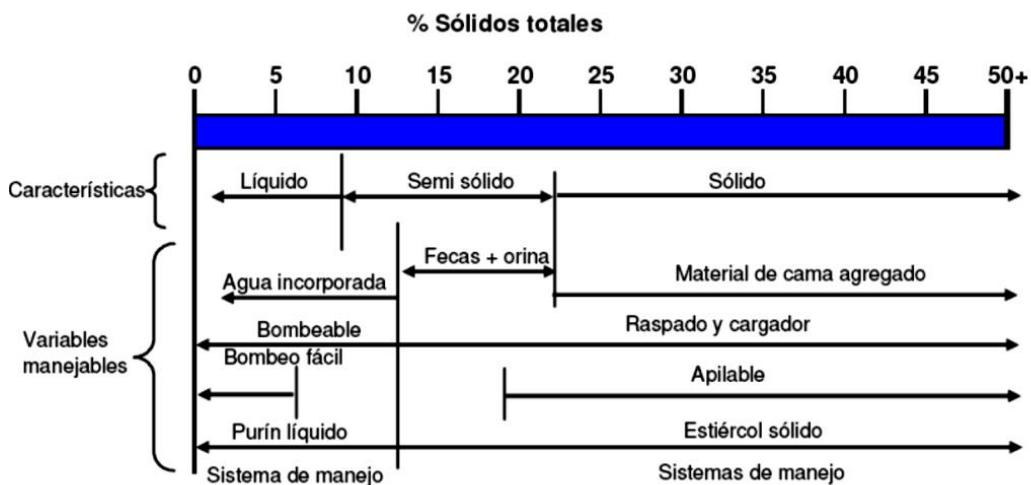 % Sólidos totales
0 5 10 15 20 25 30 35 40 45 50+
Características
Líquido
Semi sólido
Sólido
Variables
manejables
Fecas + orina
Agua incorporada
Material de cama agregado
Bombeable
Raspado y cargador
Bombeo fácil
Apilable
Purín líquido
Estiércol sólido
Sistema de manejo
Sistemas de manejo